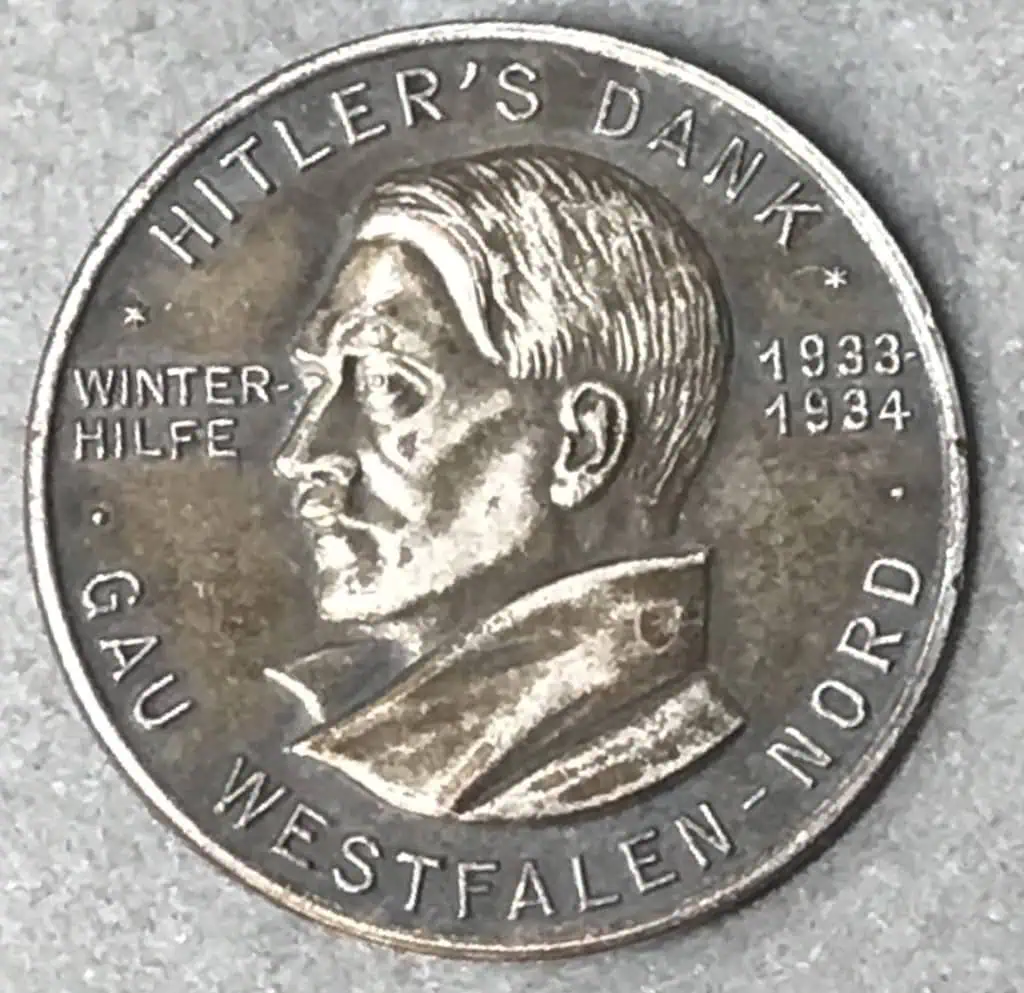 * HITLER'S DANK *
WINTER-
HILFE
1933-
1934
· GAU WESTFALEN-NORD ·